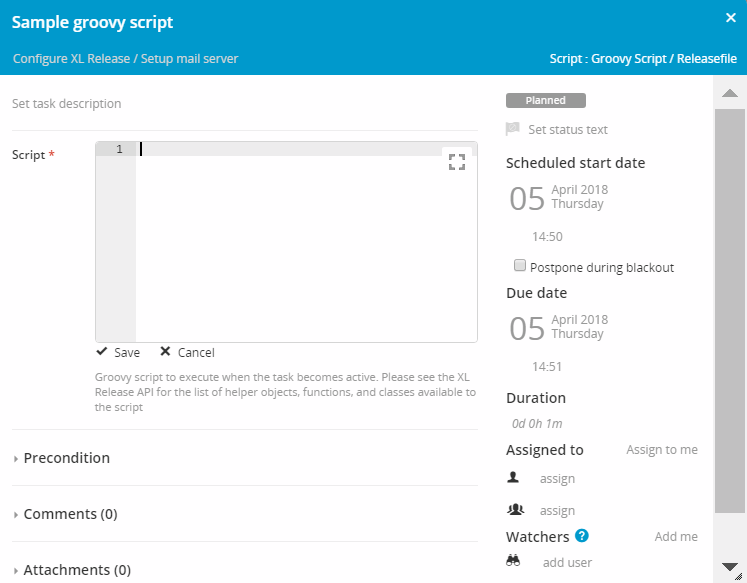 Sample groovy script
Configure XL Release / Setup mail server
Script : Groovy Script / Releasefile
Set task description
Script *
1
Save
Cancel
Groovy script to execute when the task becomes active. Please see the XL
Release API for the list of helper objects, functions, and classes available to
the script
Precondition
Comments (0)
Attachments (0)
Planned
Set status text
Scheduled start date
05
April 2018
Thursday
14:50
Postpone during blackout
Due date
05
April 2018
Thursday
14:51
Duration
0d 0h 1m
Assigned to
Assign to me
assign
assign
Watchers ?
Add me
add user